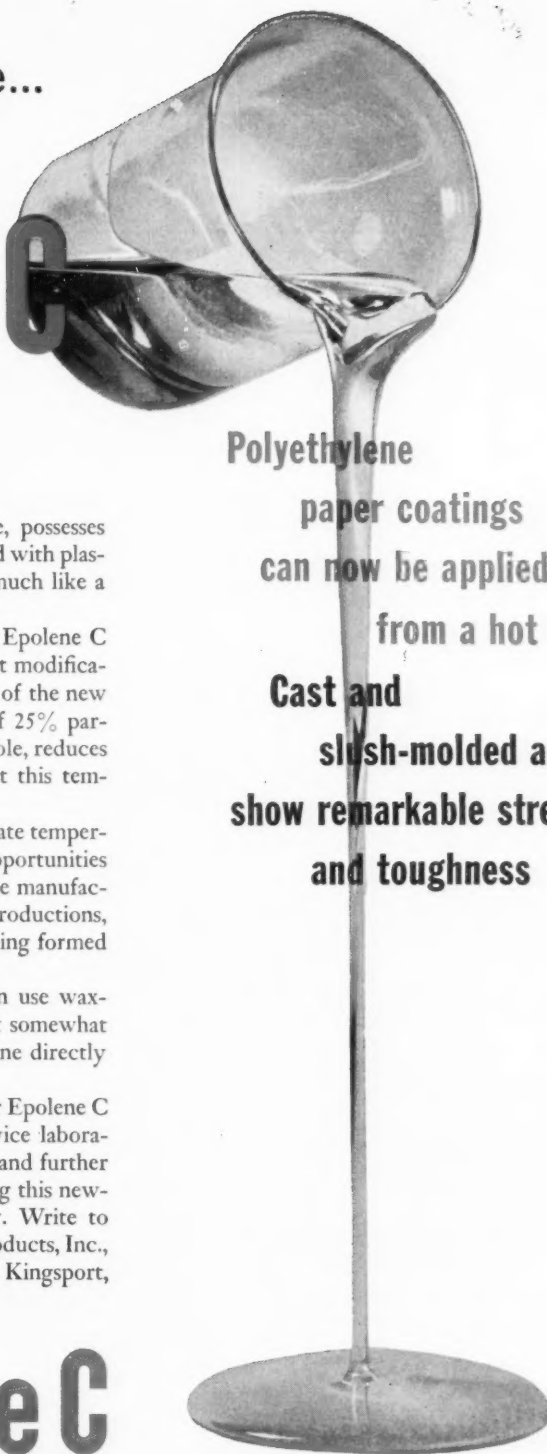 e...
C
Polyethylene
paper coatings
can now be applied
from a hot
Cast and
slush-molded a
show remarkable stre
and toughness
e, possesses
d with plas-
much like a
Epolene C
t modifica-
of the new
f 25% par-
ple, reduces
t this tem-
ate temper-
pportunities
e manufac-
roductions,
ing formed
n use wax-
t somewhat
ne directly
r Epolene C
vice labora-
and further
g this new-
. Write to
oducts, Inc.,
Kingsport,
e C